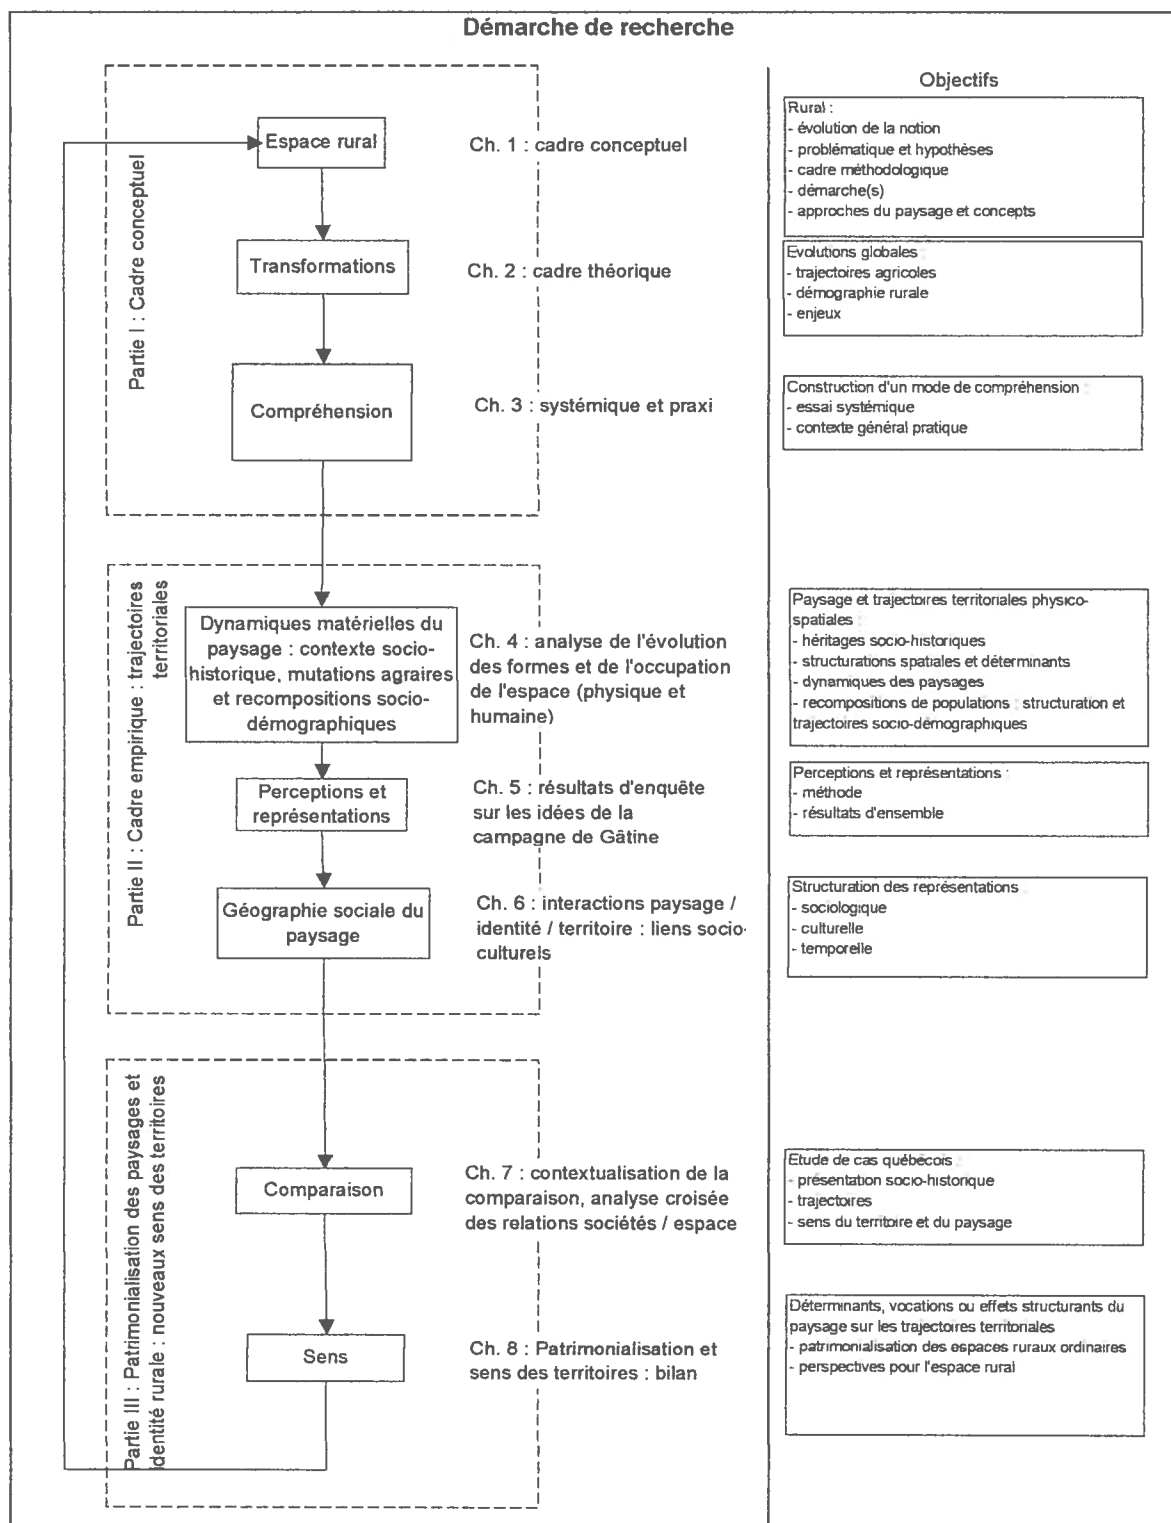 Démarche de recherche
Partie I : Cadre conceptuel
Espace rural
Transformations
Compréhension
Ch. 1 : cadre conceptuel
Ch. 2 : cadre théorique
Ch. 3 : systémique et praxi
Objectifs
Rural :
- évolution de la notion
- problématique et hypothèses
- cadre méthodologique
- démarche(s)
- approches du paysage et concepts
Evolutions globales :
- trajectoires agricoles
- démographie rurale
- enjeux
Construction d'un mode de compréhension :
- essai systémique
- contexte général pratique
Partie II : Cadre empirique : trajectoires
territoriales
Dynamiques matérielles du
paysage : contexte socio-
historique, mutations agraires
et recompositions socio-
démographiques
Perceptions et
représentations
Géographie sociale du
paysage
Ch. 4 : analyse de l'évolution
des formes et de l'occupation
de l'espace (physique et
humaine)
Ch. 5 : résultats d'enquête
sur les idées de la
campagne de Gâtine
Ch. 6 : interactions paysage /
identité / territoire : liens socio-
culturels
Paysage et trajectoires territoriales physico-
spatiales :
- héritages socio-historiques
- structurations spatiales et déterminants
- dynamiques des paysages
- recompositions de populations : structuration et
trajectoires socio-démographiques
Perceptions et représentations :
- méthode
- résultats d'ensemble
Structuration des représentations :
- sociologique
- culturelle
- temporelle
Partie III : Patrimonialisation des paysages et
identité rurale : nouveaux sens des territoires
Comparaison
Sens
Ch. 7 : contextualisation de la
comparaison, analyse croisée
des relations sociétés / espace
Ch. 8 : Patrimonialisation et
sens des territoires : bilan
Etude de cas québécois :
- présentation socio-historique
- trajectoires
- sens du territoire et du paysage
Déterminants, vocations ou effets structurants du
paysage sur les trajectoires territoriales
- patrimonialisation des espaces ruraux ordinaires
- perspectives pour l'espace rural